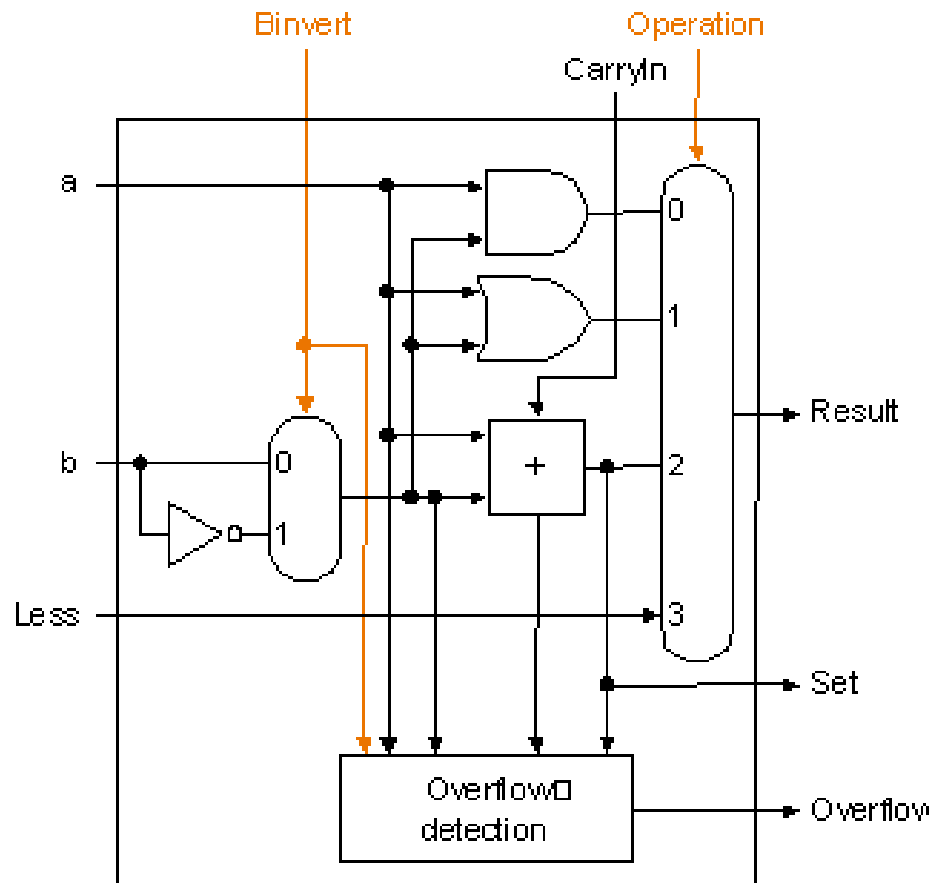 Binvert
Operation
CarryIn
a
0
1
Result
b
0
+
2
1
Less
3
Set
Overflow
detection
Overflow